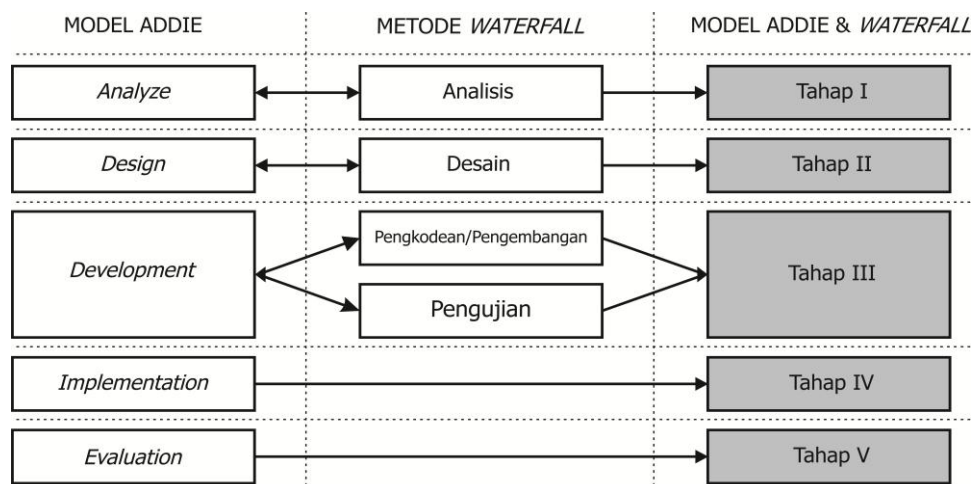 MODEL ADDIE
METODE WATERFALL
MODEL ADDIE & WATERFALL
Analyze
Analisis
Tahap I
Design
Desain
Tahap II
Development
Pengkodean/Pengembangan
Pengujian
Tahap III
Implementation
Tahap IV
Evaluation
Tahap V